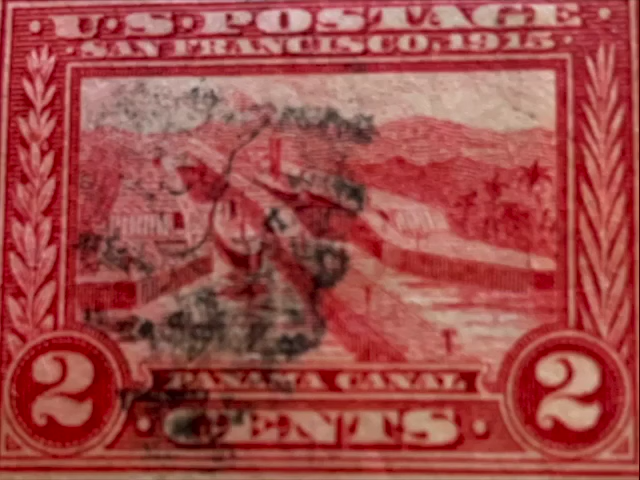 U·S·POSTAGE
·SAN FRANCISCO, 1915·
PANAMA CANAL
2 ·CENTS· 2